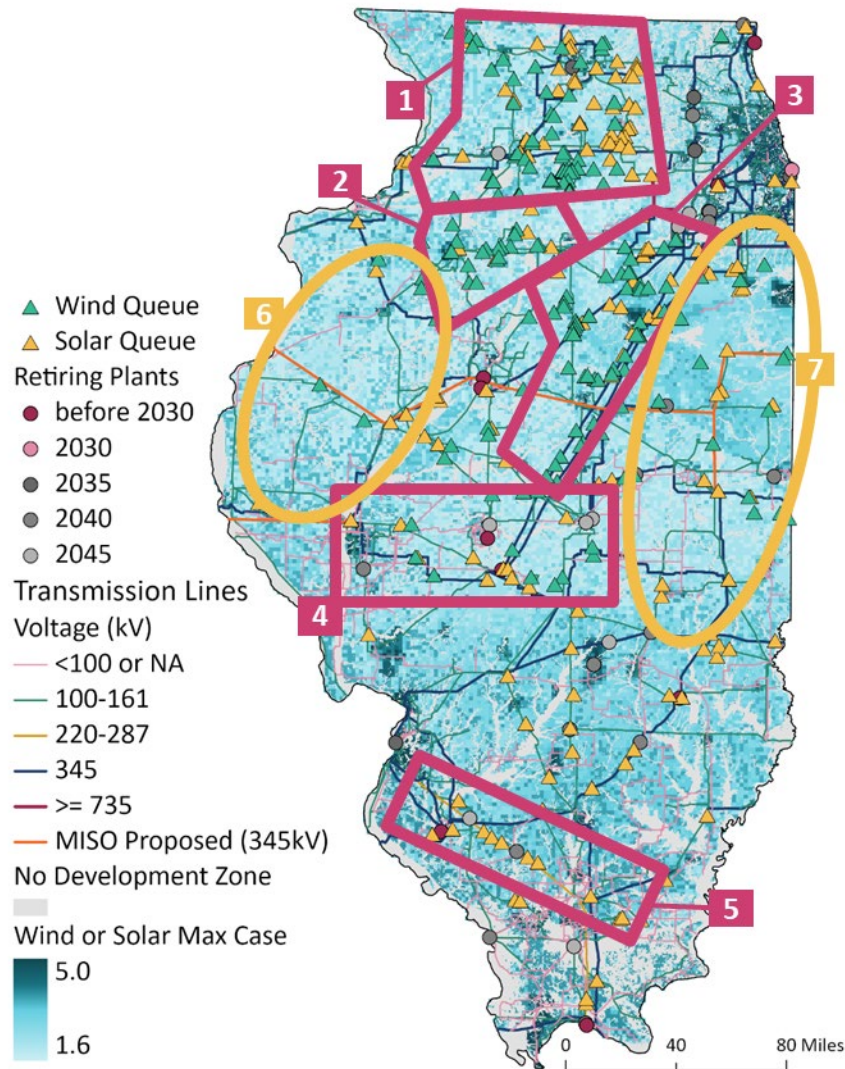 1
3
2
6
7
4
5
Wind Queue
Solar Queue
Retiring Plants
before 2030
2030
2035
2040
2045
Transmission Lines
Voltage (kV)
<100 or NA
100-161
220-287
345
>= 735
MISO Proposed (345kV)
No Development Zone
Wind or Solar Max Case
5.0
1.6
0 40 80 Miles